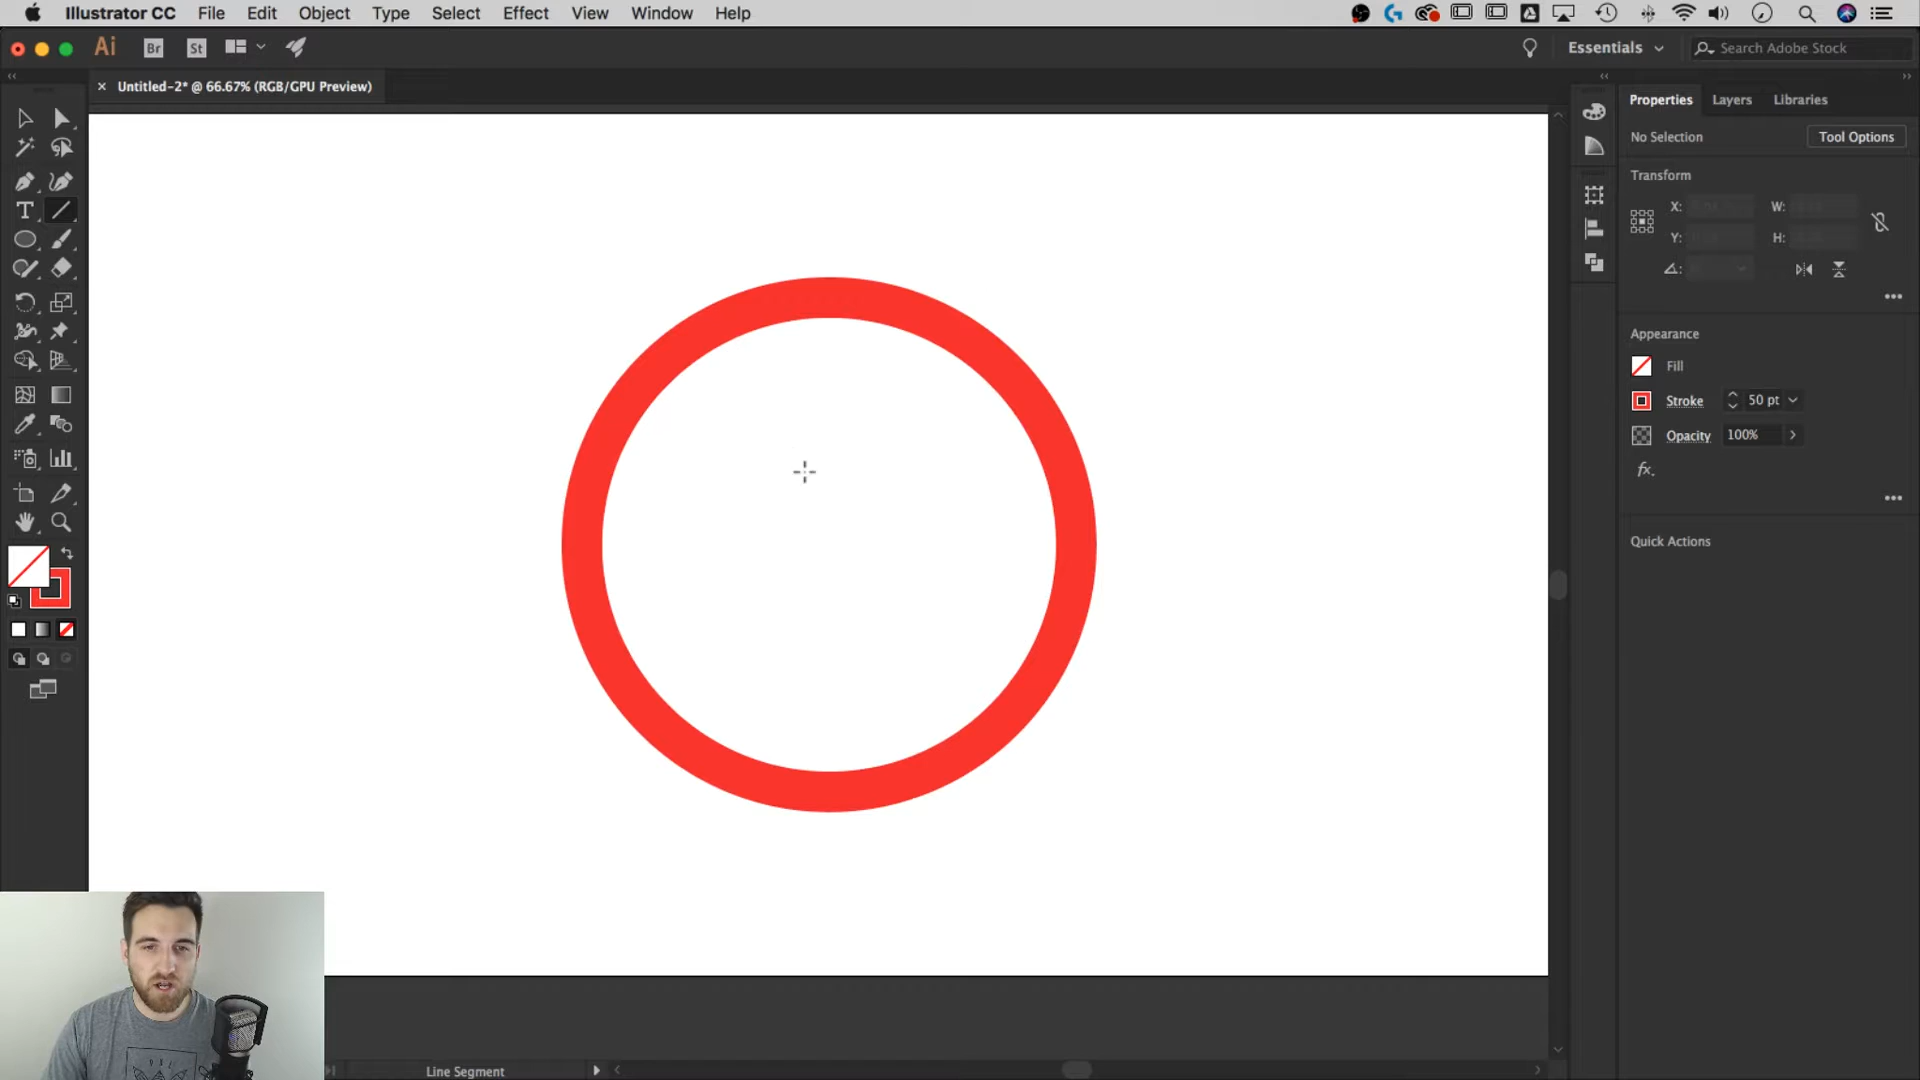 Illustrator CC File Edit Object Type Select Effect View Window Help
Ai Br St Essentials Search Adobe Stock
× Untitled-2* @ 66.67% (RGB/GPU Preview)
Properties Layers Libraries
No Selection Tool Options
Transform
X: W:
Y: H:
Appearance
Fill
Stroke 50 pt
Opacity 100%
fx.
Quick Actions
Line Segment